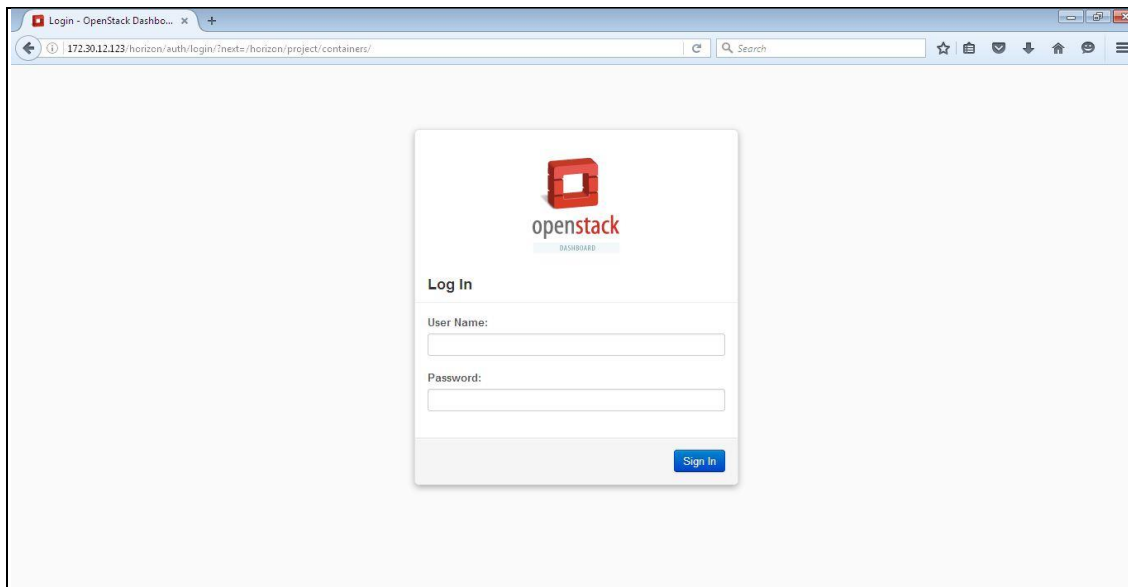 Login - OpenStack Dashbo...
172.30.12.123/horizon/auth/login/?next=/horizon/project/containers/
Search
openstack
DASHBOARD
Log In
User Name:
Password:
Sign In